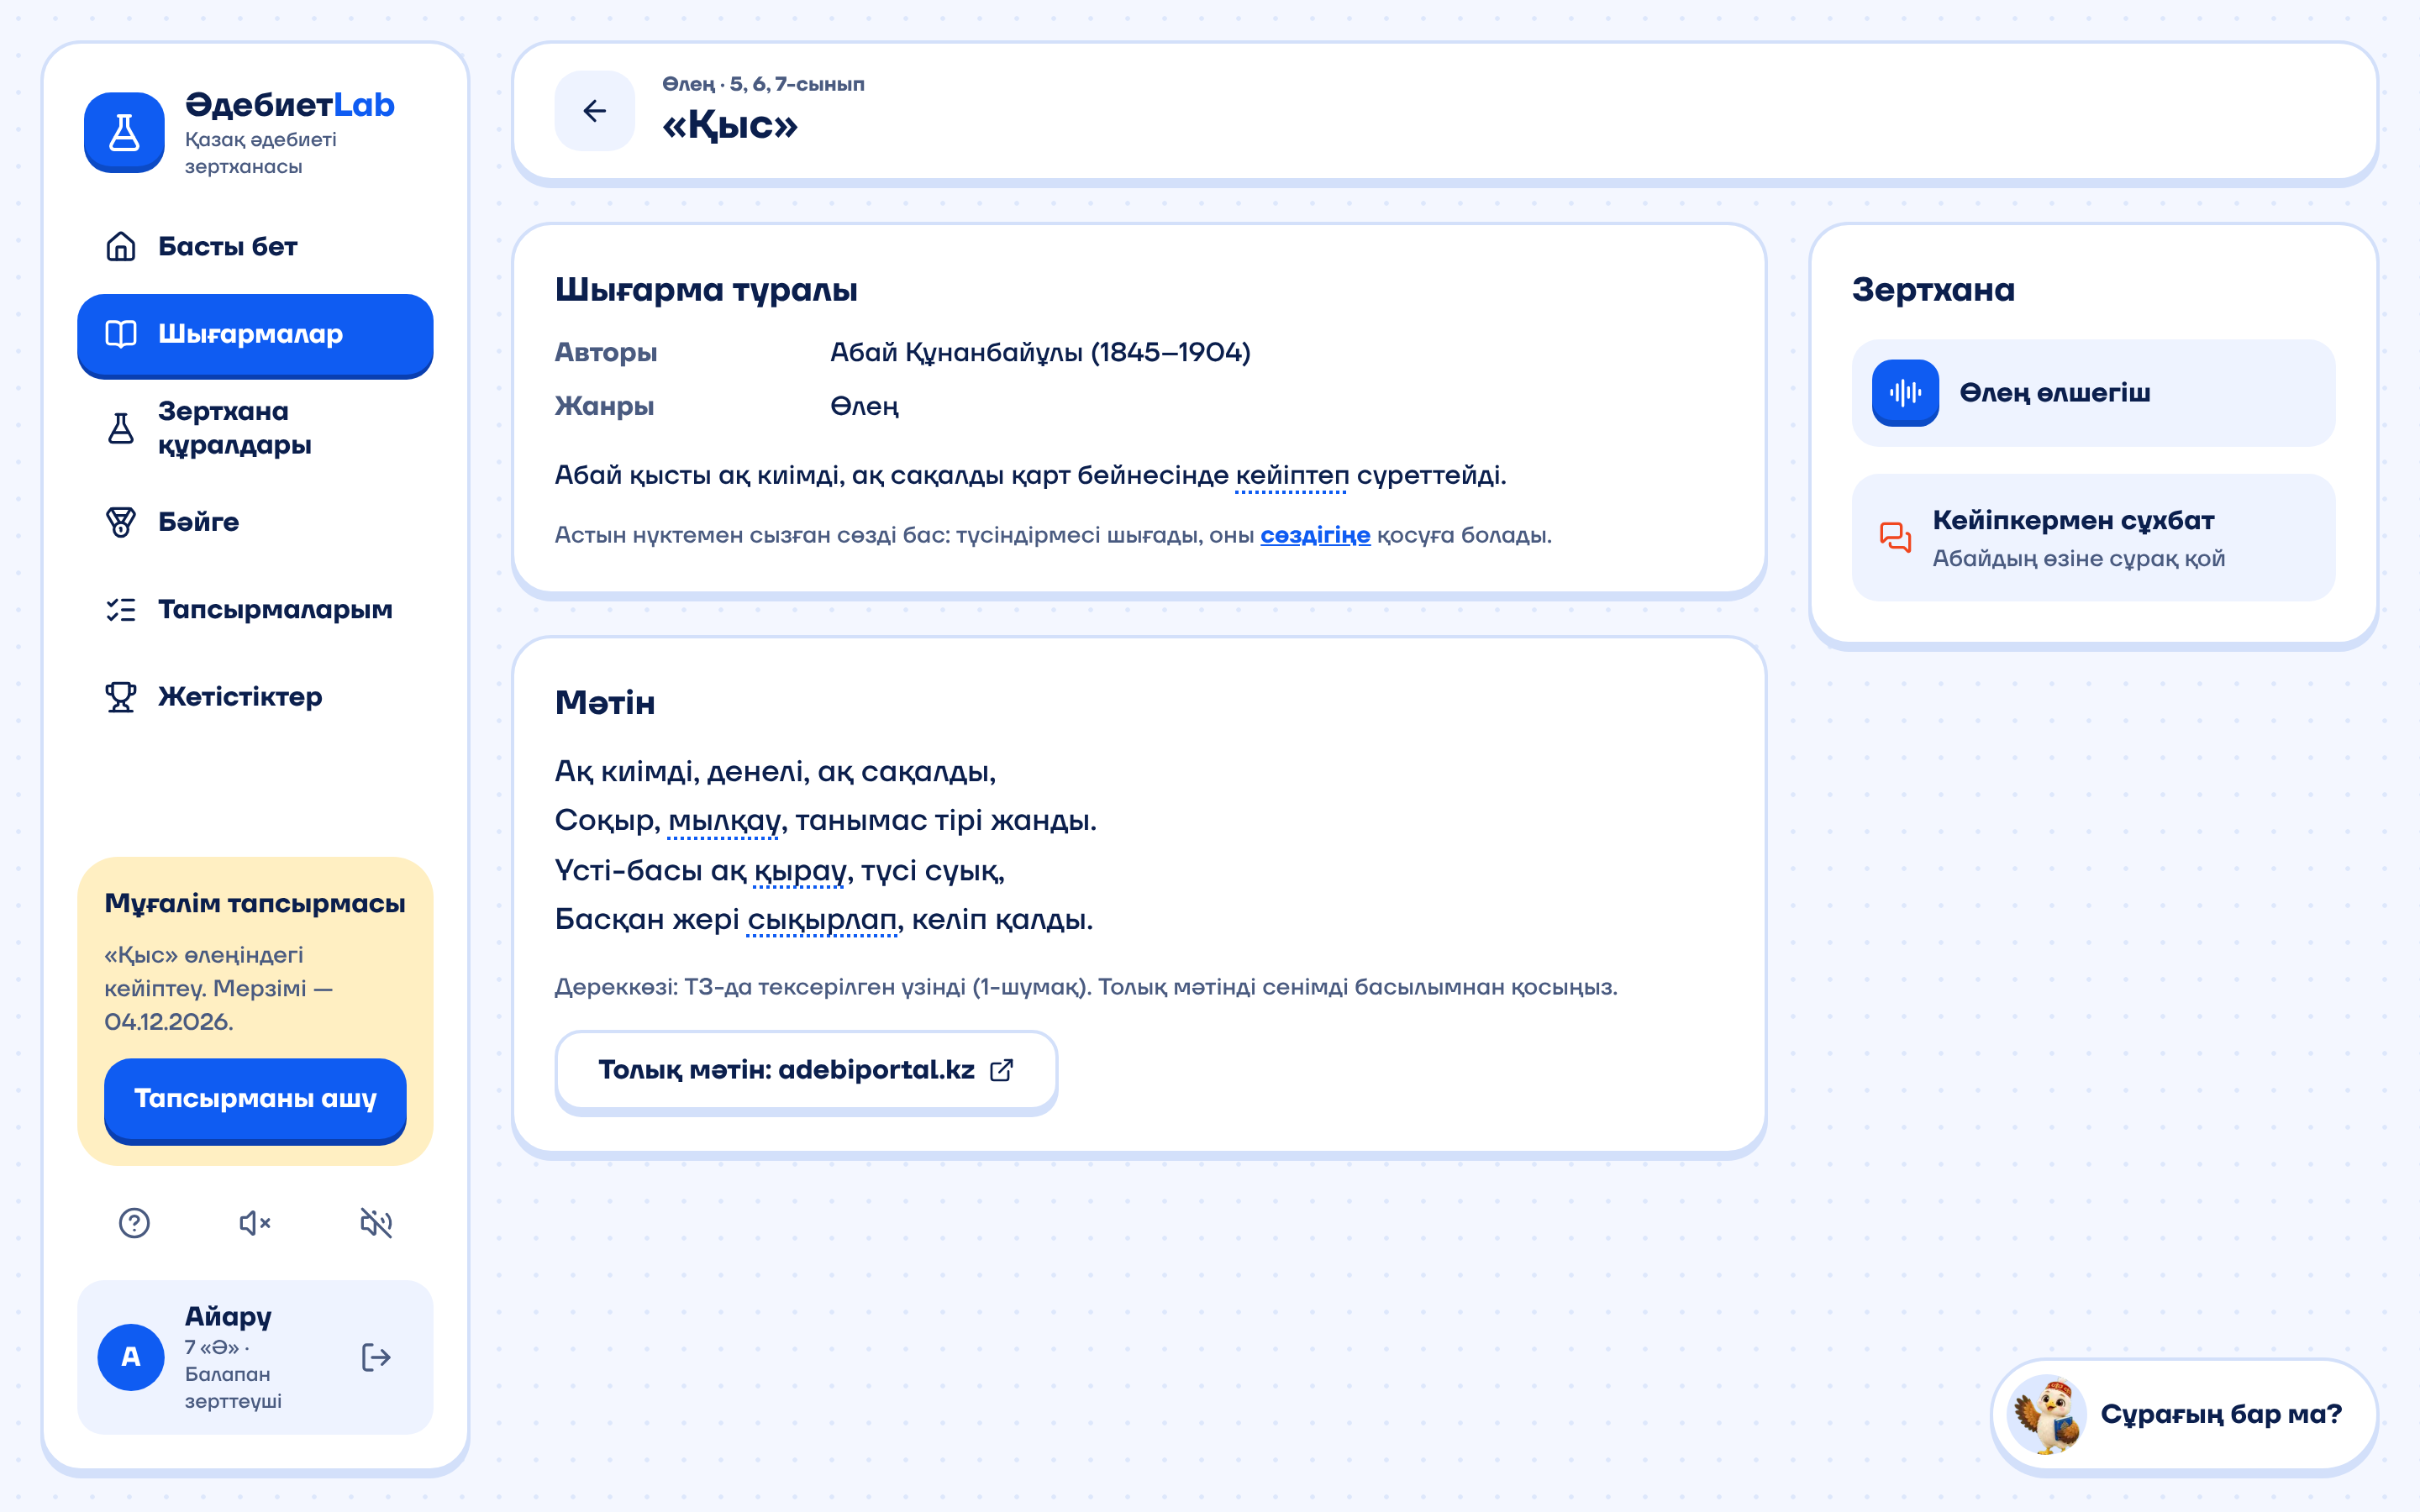 ӘдебиетLab
Қазақ әдебиеті
зертханасы
Басты бет
Шығармалар
Зертхана
құралдары
Бәйге
Тапсырмаларым
Жетістіктер
Мұғалім тапсырмасы
«Қыс» өлеңіндегі
кейіптеу. Мерзімі —
04.12.2026.
Тапсырманы ашу
А
Айару
7 «Ә» ·
Балапан
зерттеуші
Өлең · 5, 6, 7-сынып
«Қыс»
Шығарма туралы
Авторы Абай Құнанбайұлы (1845–1904)
Жанры Өлең
Абай қысты ақ киімді, ақ сақалды қарт бейнесінде кейіптеп суреттейді.
Астын нүктемен сызған сөзді бас: түсіндірмесі шығады, оны сөздігіңе қосуға болады.
Мәтін
Ақ киімді, денелі, ақ сақалды,
Соқыр, мылқау, танымас тірі жанды.
Үсті-басы ақ қырау, түсі суық,
Басқан жері сықырлап, келіп қалды.
Дереккөзі: ТЗ-да тексерілген үзінді (1-шумақ). Толық мәтінді сенімді басылымнан қосыңыз.
Толық мәтін: adebiportal.kz
Зертхана
Өлең өлшегіш
Кейіпкермен сұхбат
Абайдың өзіне сұрақ қой
Сұрағың бар ма?